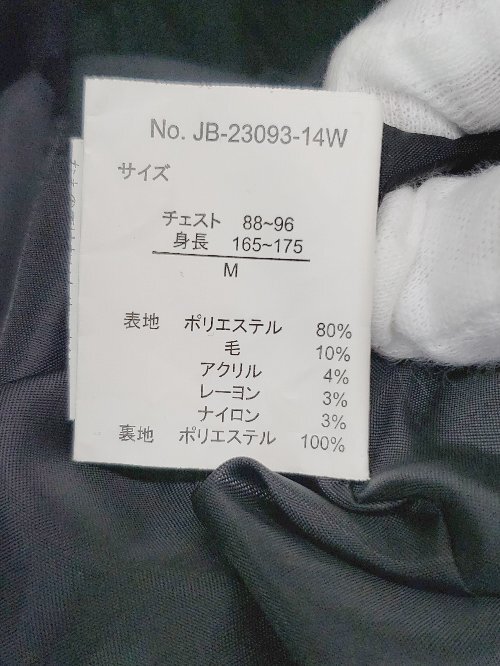 No. JB-23093-14W
サイズ
チェスト 88~96
身長 165~175
M
表地 ポリエステル 80%
毛 10%
アクリル 4%
レーヨン 3%
ナイロン 3%
裏地 ポリエステル 100%